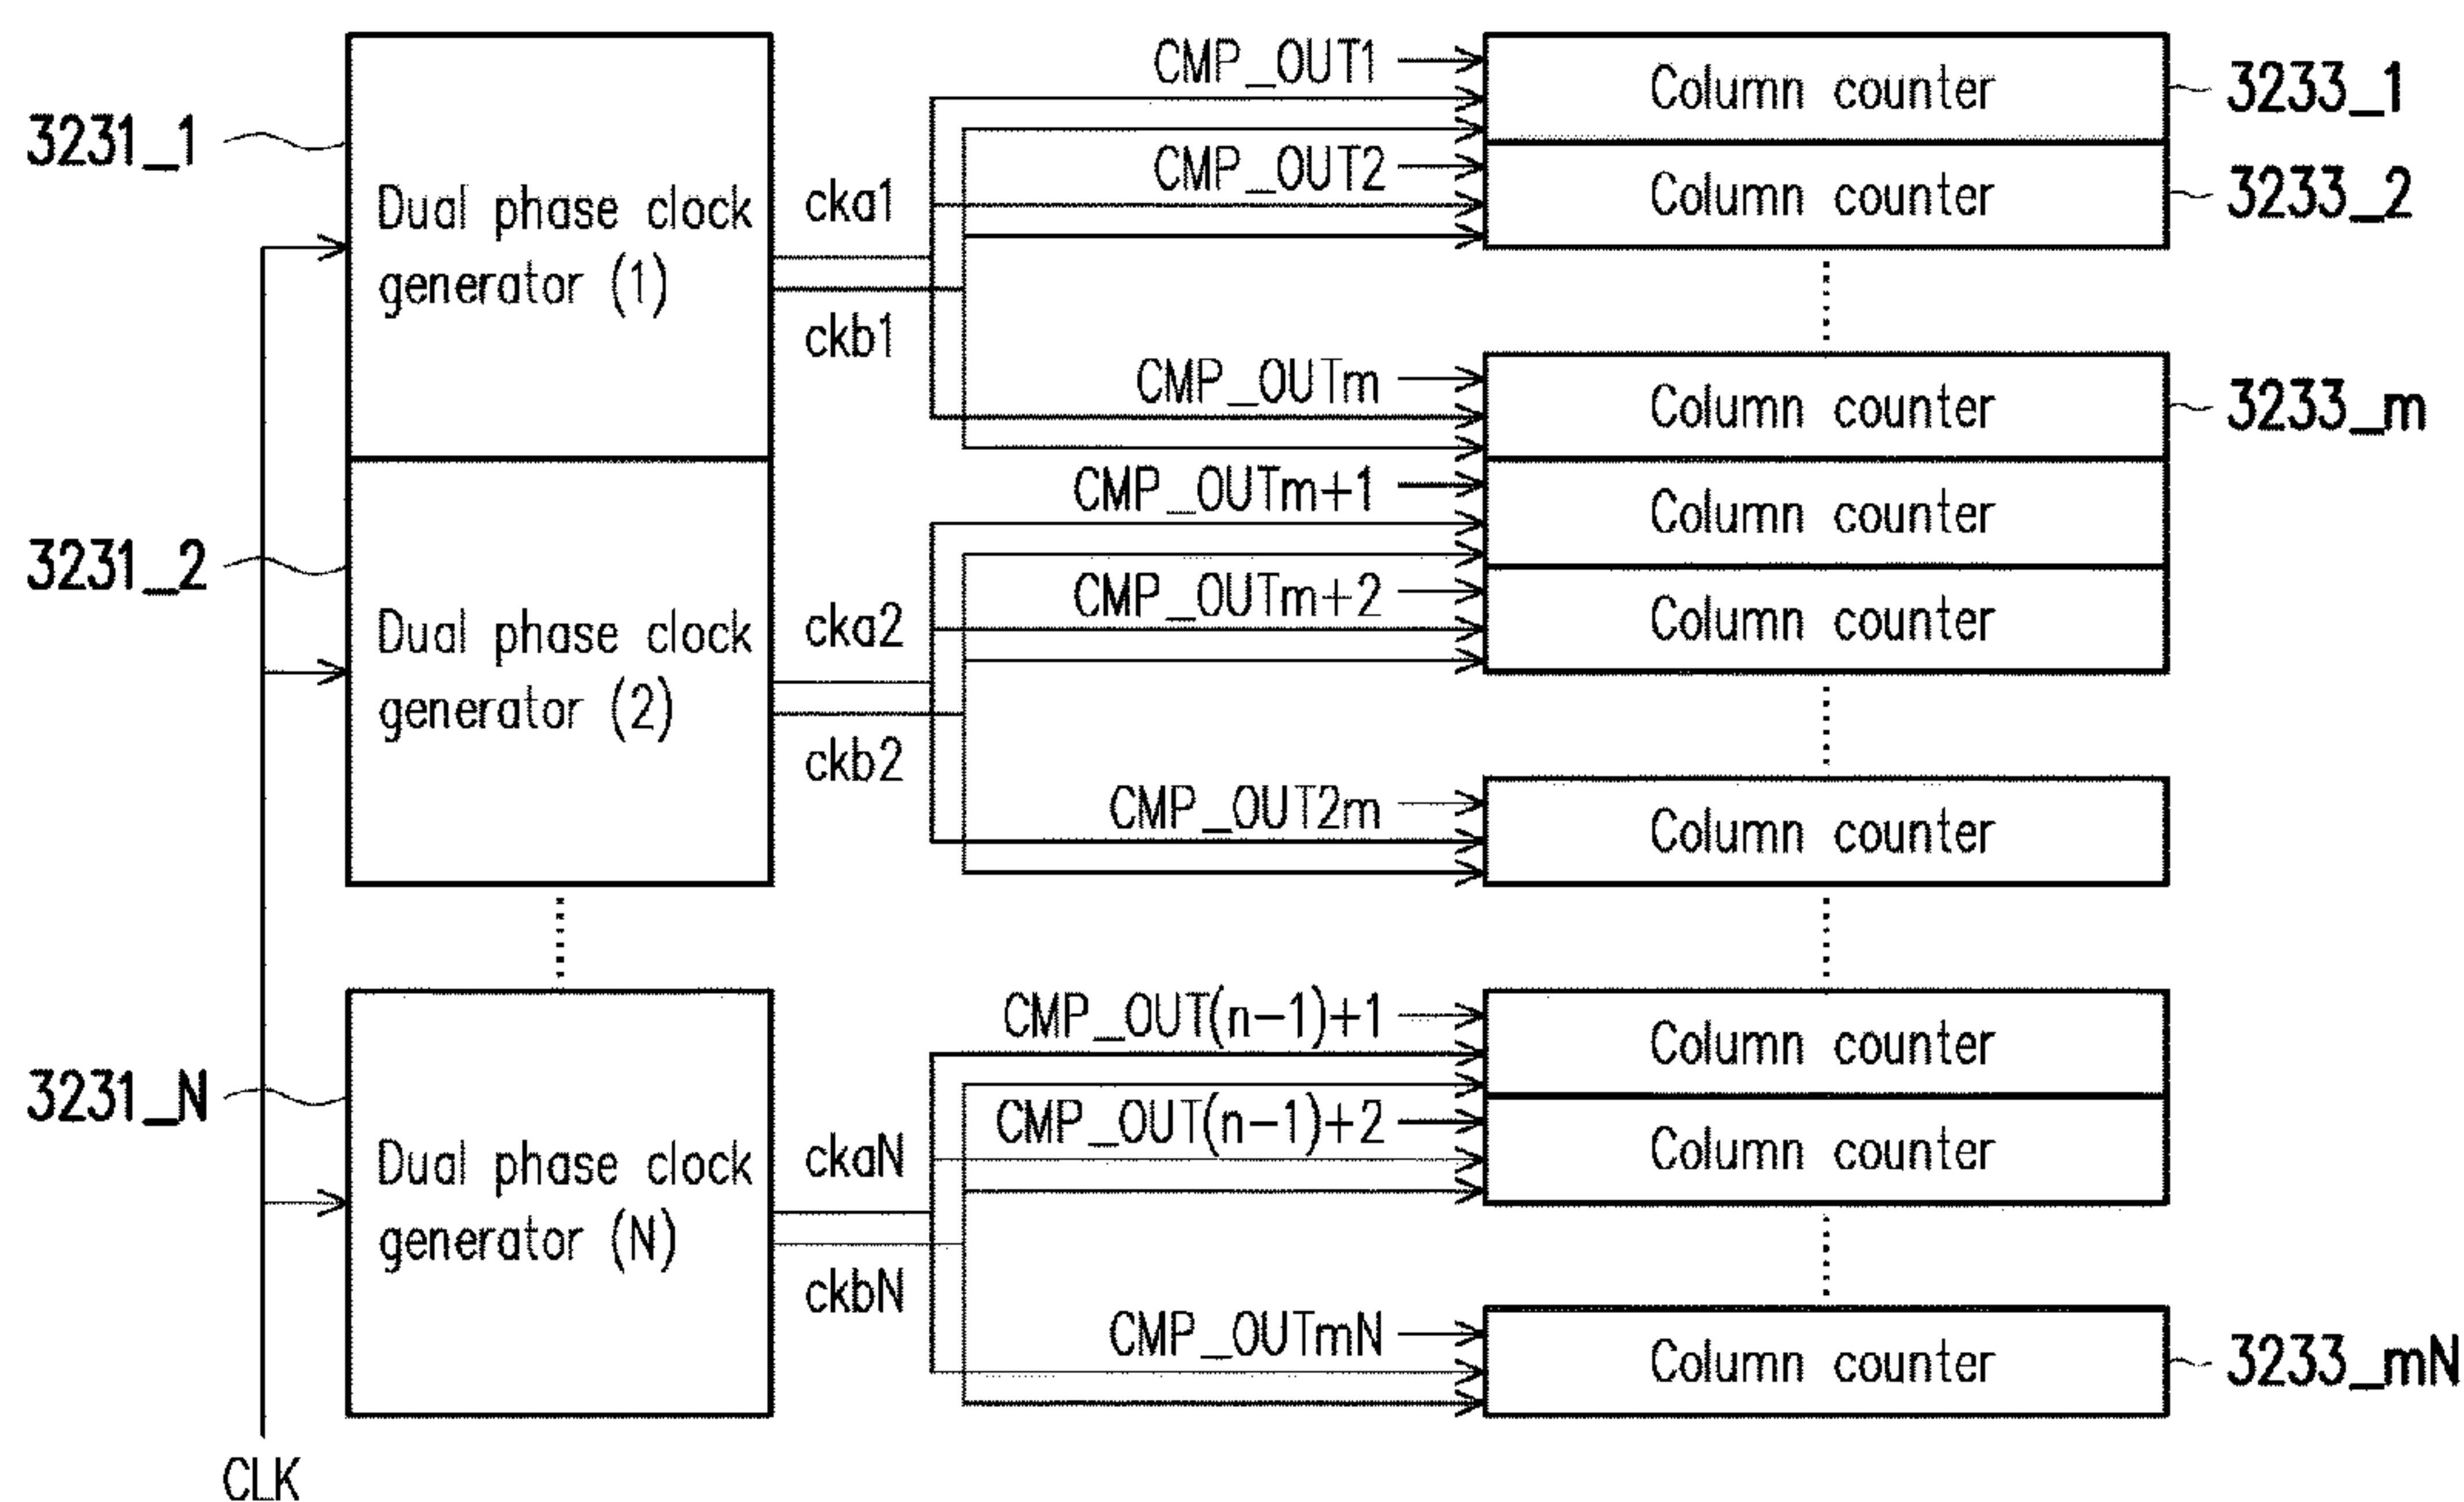 CMP_OUT1
Column counter
3233_1
3231_1
CMP_OUT2
Column counter
3233_2
Dual phase clock
generator (1)
cka1
ckb1
CMP_OUTm
Column counter
3233_m
CMP_OUTm+1
Column counter
3231_2
CMP_OUTm+2
Column counter
Dual phase clock
generator (2)
cka2
ckb2
CMP_OUT2m
Column counter
CMP_OUT(n-1)+1
Column counter
3231_N
CMP_OUT(n-1)+2
Column counter
Dual phase clock
generator (N)
ckaN
ckbN
CMP_OUTmN
Column counter
3233_mN
CLK